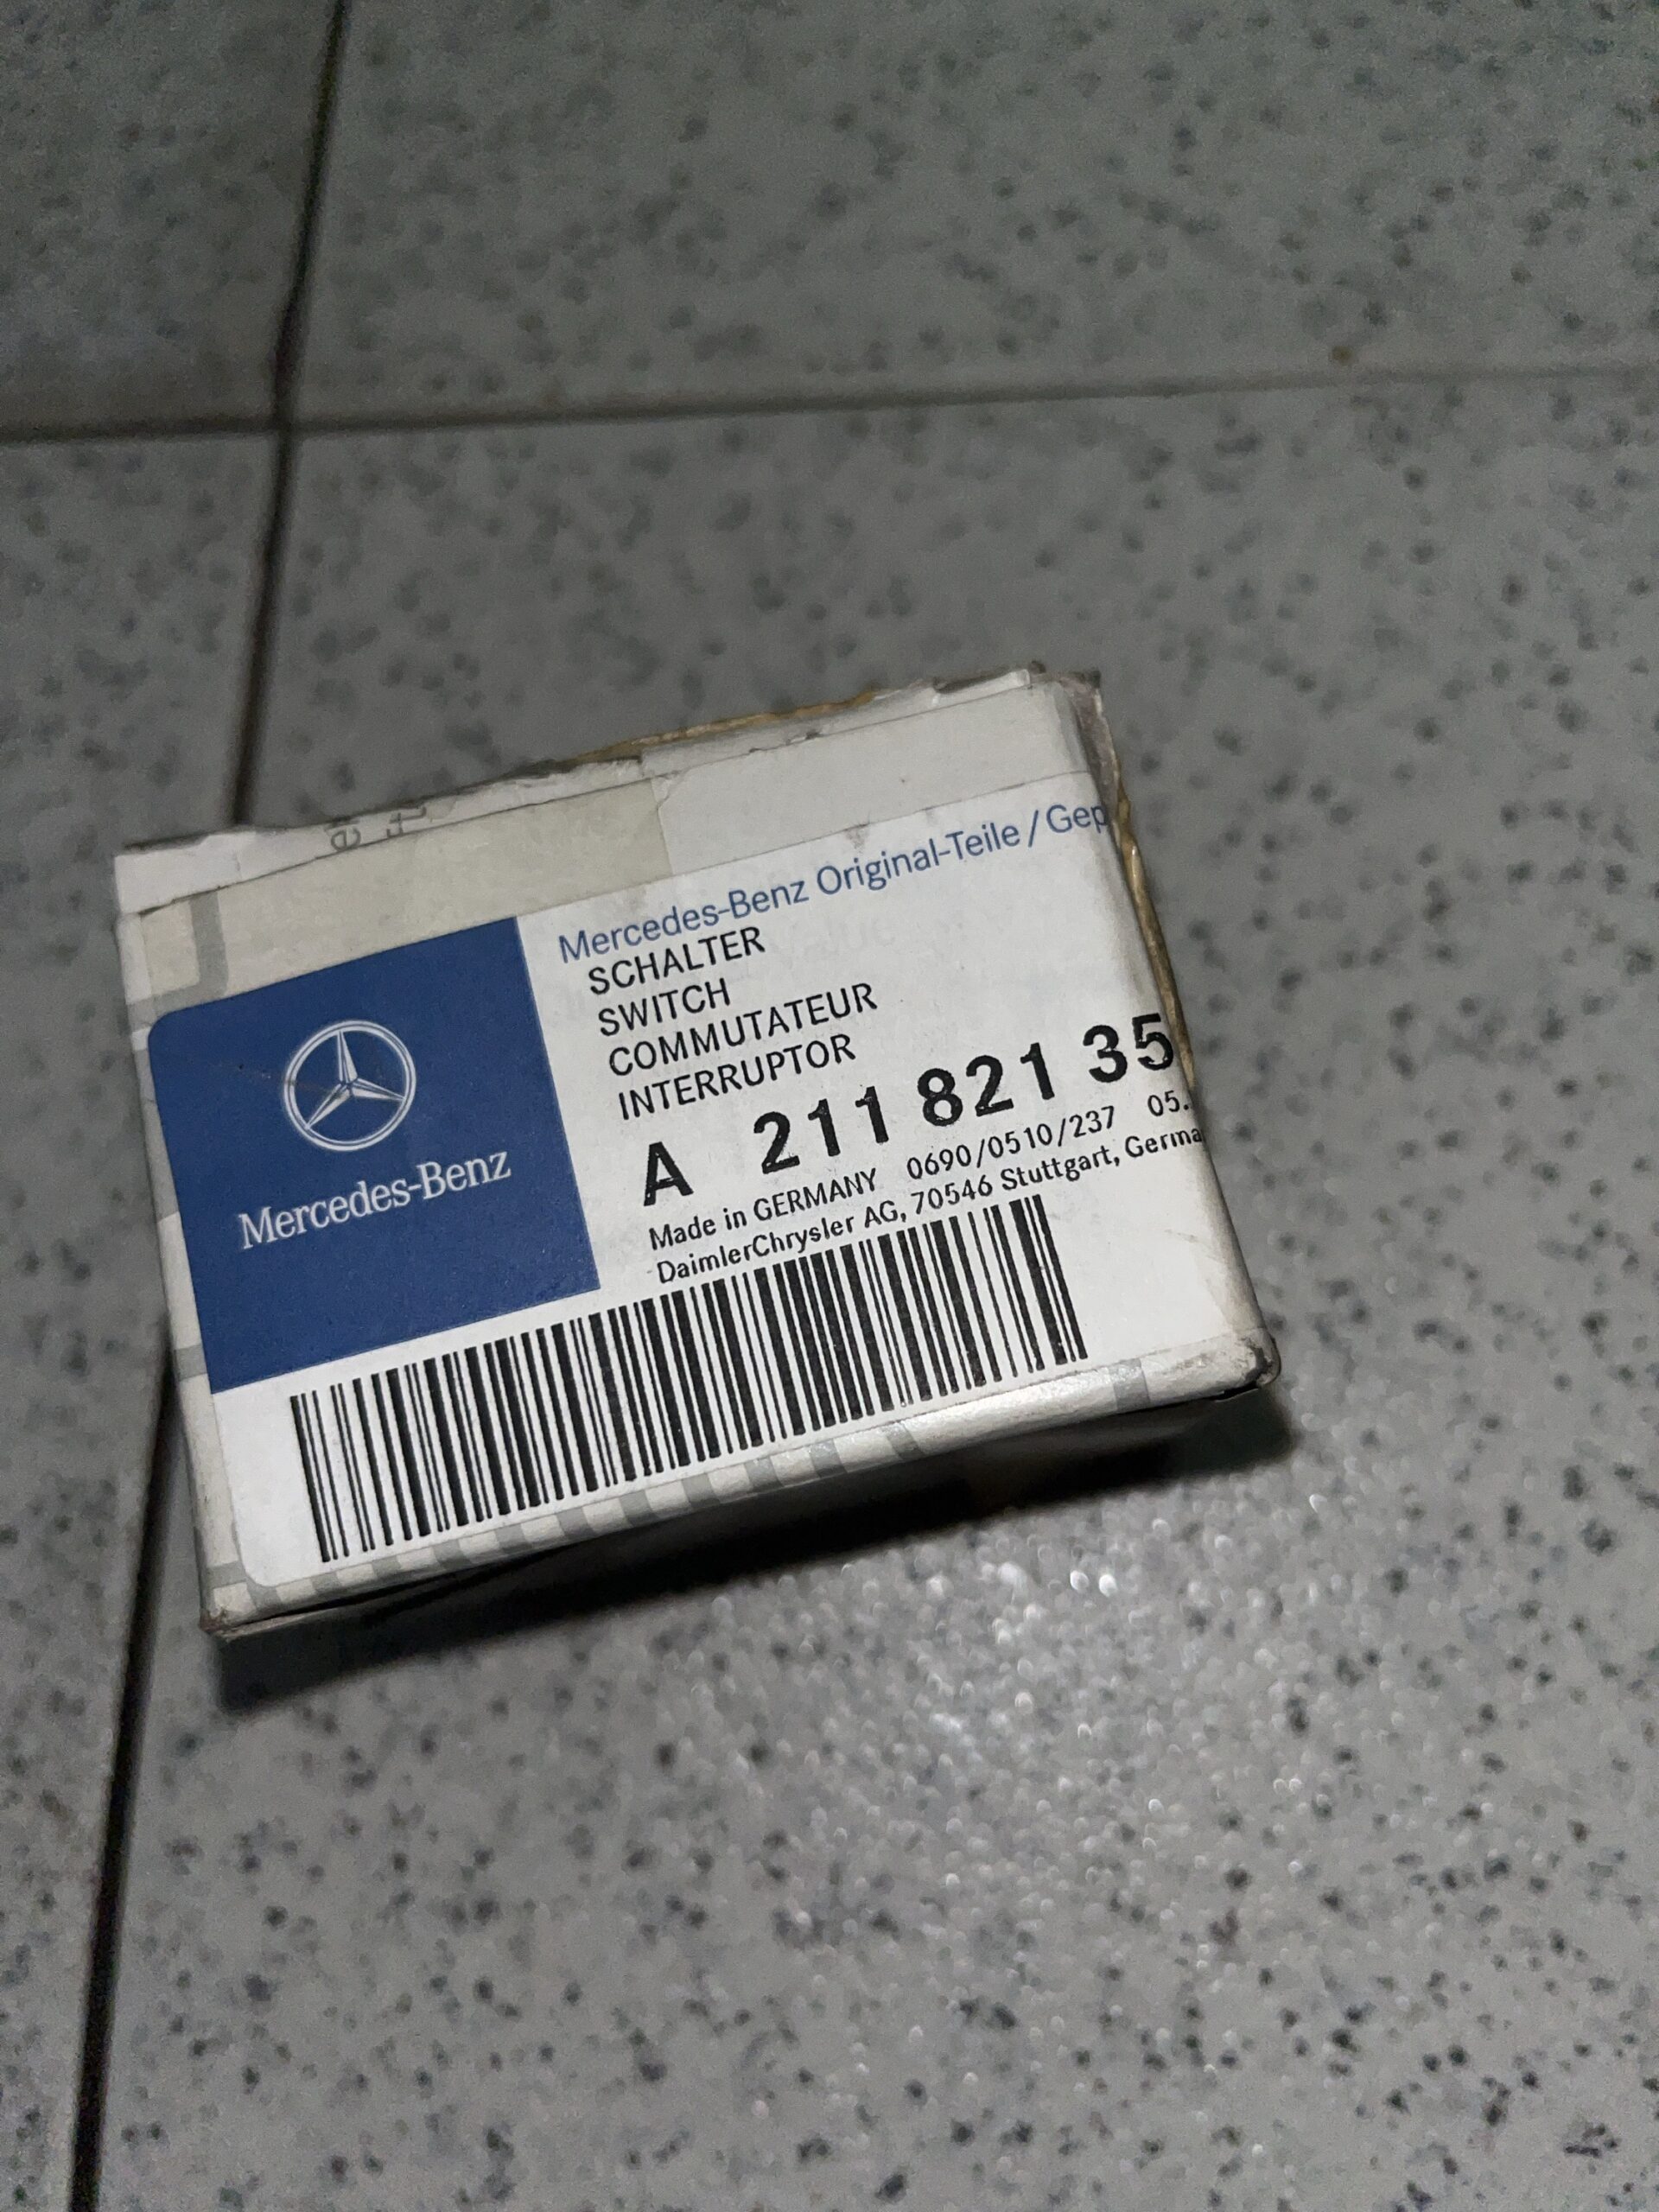 Mercedes-Benz
Mercedes-Benz Original-Teile / Gep
SCHALTER
SWITCH
COMMUTATEUR
INTERRUPTOR
A 211 821 35
Made in GERMANY 0690/0510/237 05.
DaimlerChrysler AG, 70546 Stuttgart, Germa